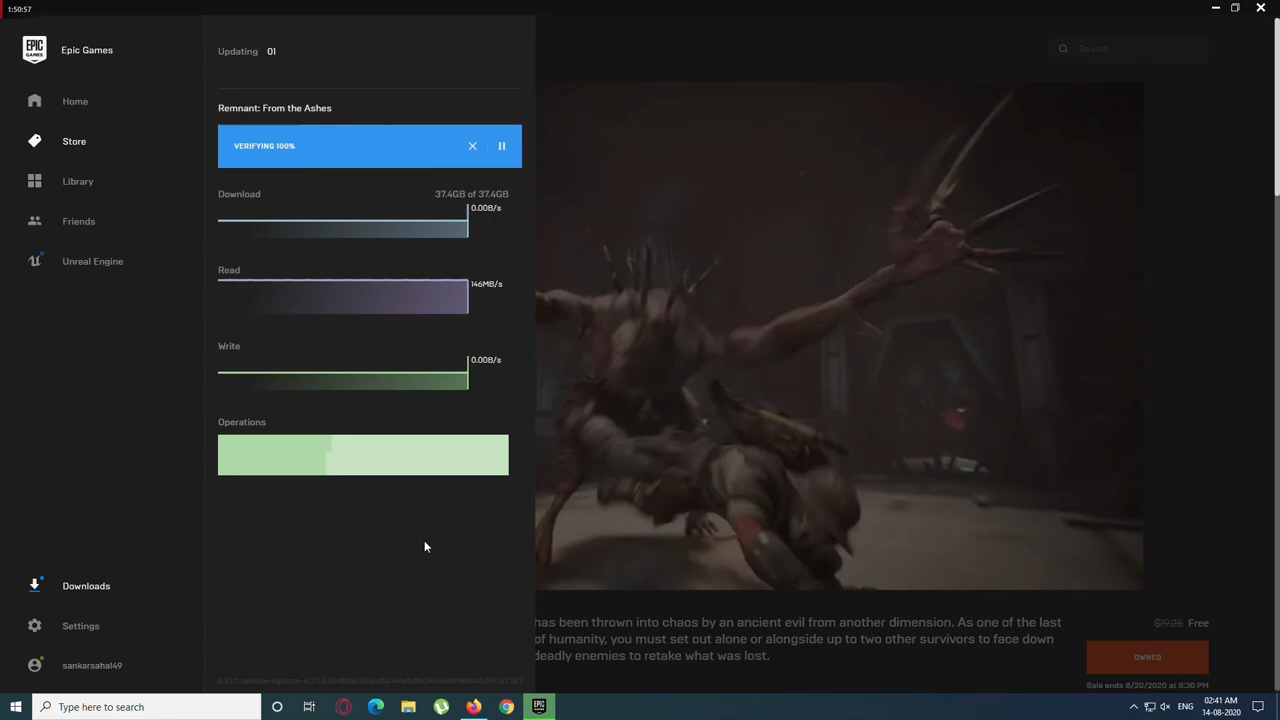 1:50:57
EPIC GAMES
Epic Games
Home
Store
Library
Friends
Unreal Engine
Downloads
Settings
sankarsaha149
Updating 01
Remnant: From the Ashes
VERIFYING 100%
Download 37.4GB of 37.4GB
0.00B/s
Read
146MB/s
Write
0.00B/s
Operations
Search
has been thrown into chaos by an ancient evil from another dimension. As one of the last
of humanity, you must set out alone or alongside up to two other survivors to face down
deadly enemies to retake what was lost.
$19.25 Free
OWNED
Sale ends 8/20/2020 at 8:30 PM
Type here to search
02:41 AM
14-08-2020